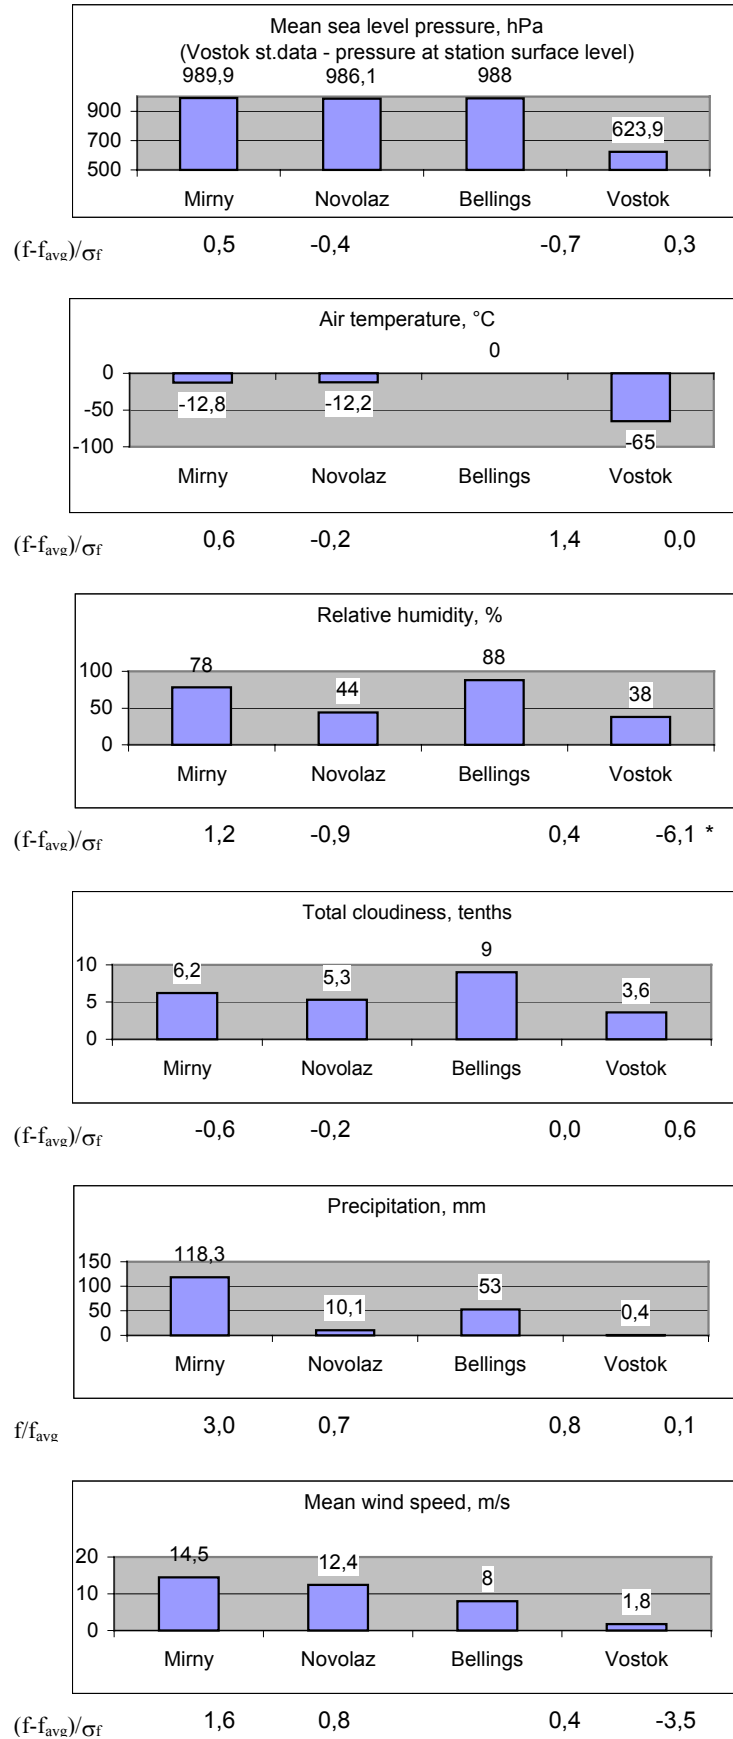 Mean sea level pressure, hPa
(Vostok st.data - pressure at station surface level)
989,9 986,1 988 623,9
900
700
500
Mirny Novolaz Bellings Vostok
(f-favg)/σf 0,5 -0,4 -0,7 0,3
Air temperature, °C
0
0
-50
-100
-12,8 -12,2 -65
Mirny Novolaz Bellings Vostok
(f-favg)/σf 0,6 -0,2 1,4 0,0
Relative humidity, %
78 44 88 38
100
50
0
Mirny Novolaz Bellings Vostok
(f-favg)/σf 1,2 -0,9 0,4 -6,1 *
Total cloudiness, tenths
6,2 5,3 9 3,6
10
5
0
Mirny Novolaz Bellings Vostok
(f-favg)/σf -0,6 -0,2 0,0 0,6
Precipitation, mm
118,3 10,1 53 0,4
150
100
50
0
Mirny Novolaz Bellings Vostok
f/favg 3,0 0,7 0,8 0,1
Mean wind speed, m/s
14,5 12,4 8 1,8
20
10
0
Mirny Novolaz Bellings Vostok
(f-favg)/σf 1,6 0,8 0,4 -3,5